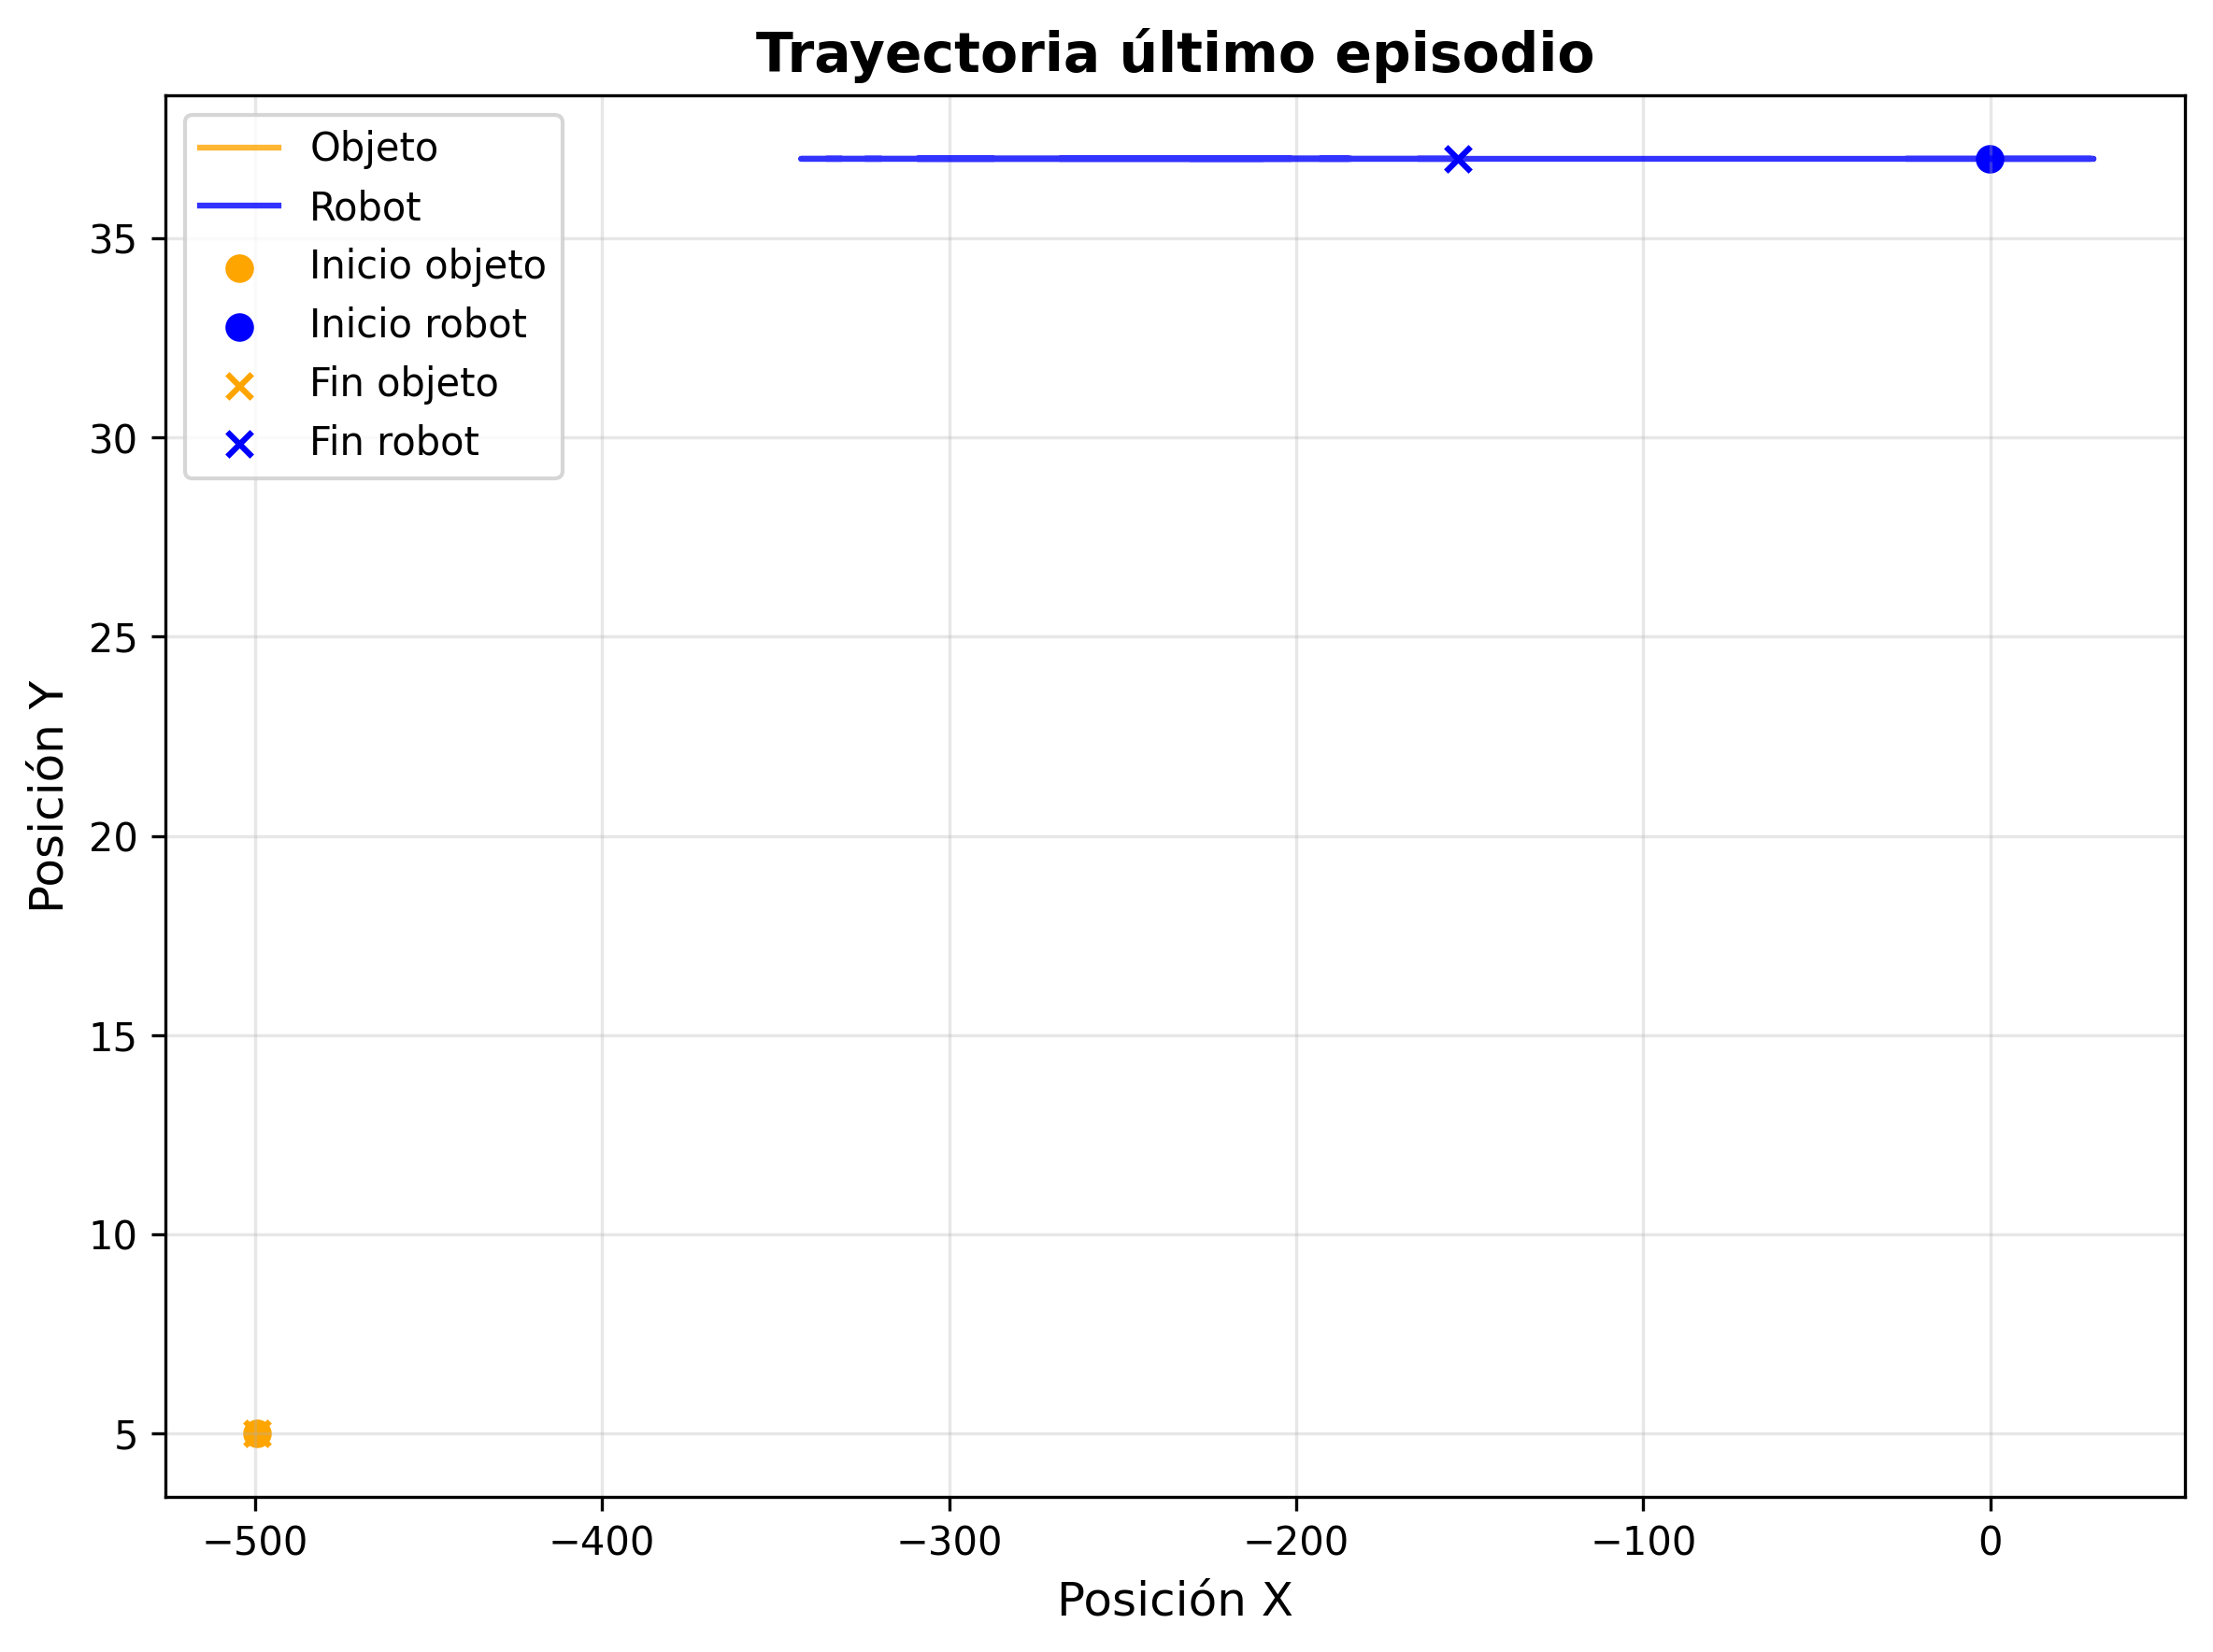 Trayectoria último episodio
Objeto
Robot
Inicio objeto
Inicio robot
Fin objeto
Fin robot
Posición Y
35
30
25
20
15
10
5
−500 −400 −300 −200 −100 0
Posición X